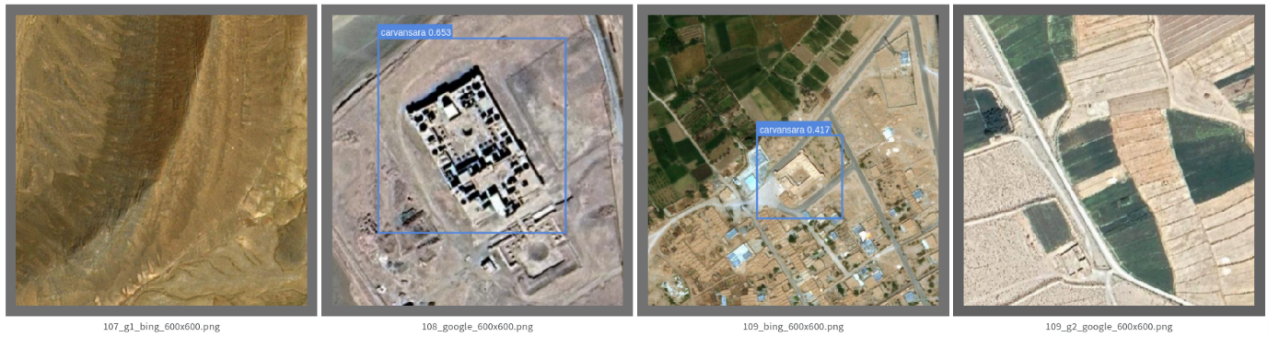 carvansara 0.653
carvansara 0.417
107_g1_bing_600x600.png
108_google_600x600.png
109_bing_600x600.png
109_g2_google_600x600.png